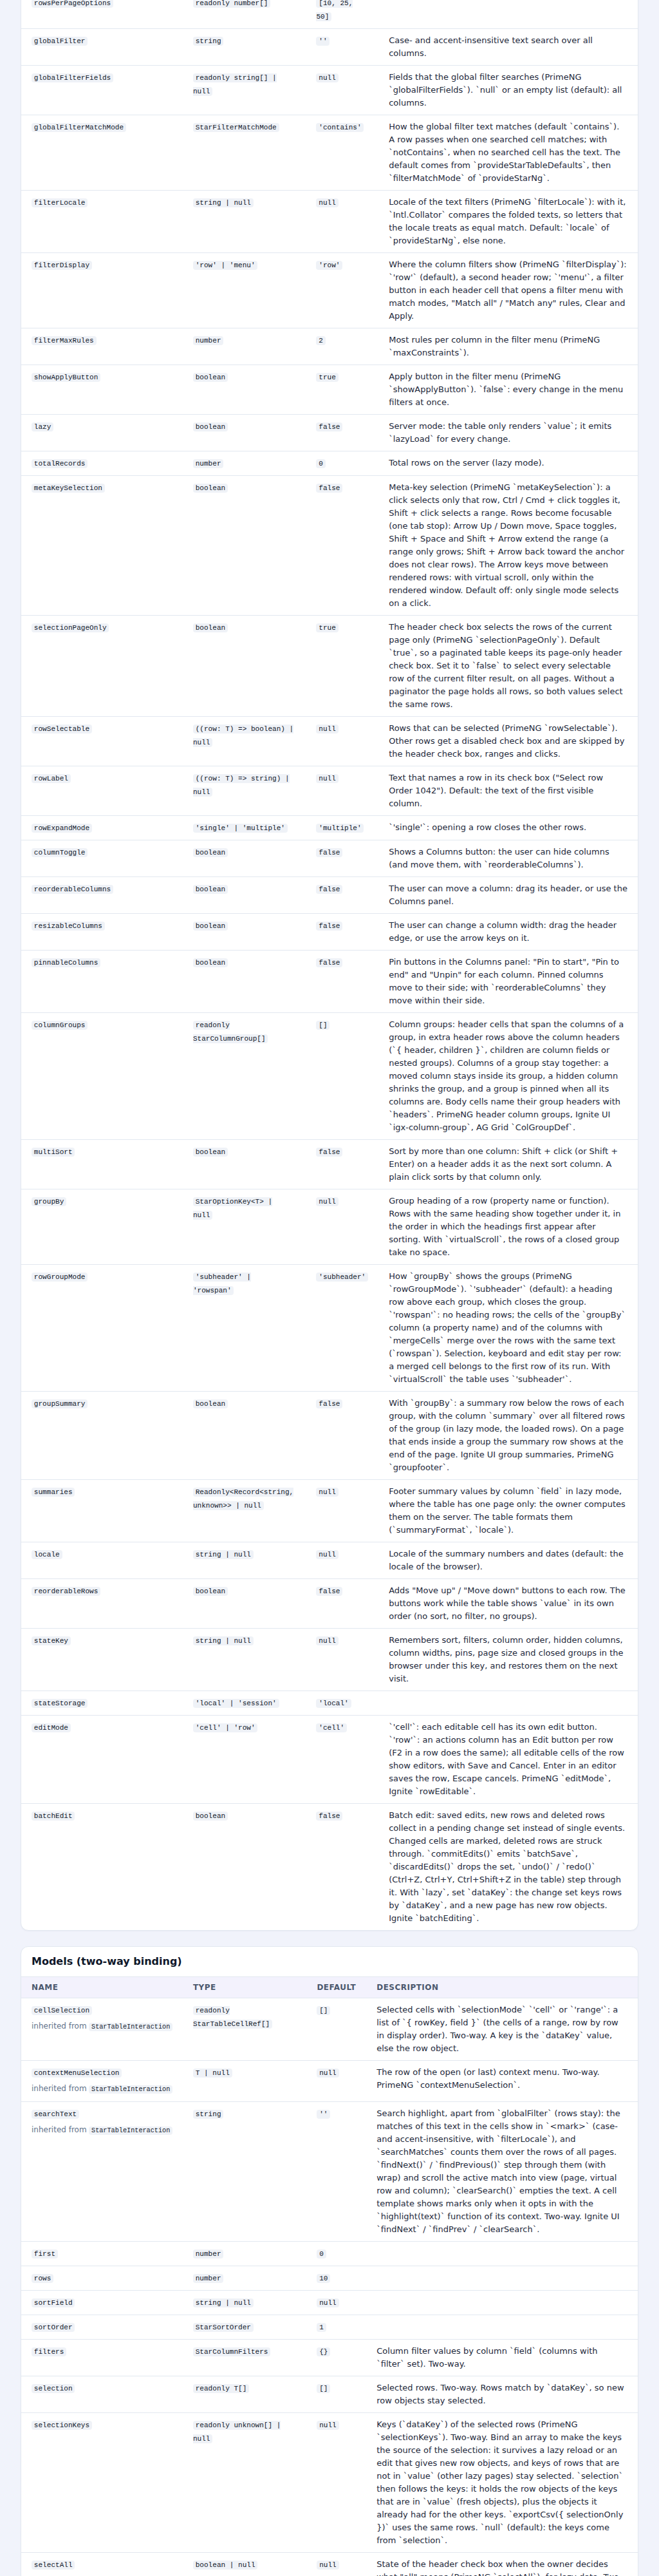 rowsPerPageOptions readonly number[] [10, 25,
50]
globalFilter string '' Case- and accent-insensitive text search over all
columns.
globalFilterFields readonly string[] | null Fields that the global filter searches (PrimeNG
null `globalFilterFields`). `null` or an empty list (default): all
columns.
globalFilterMatchMode StarFilterMatchMode 'contains' How the global filter text matches (default `contains`).
A row passes when one searched cell matches; with
`notContains`, when no searched cell has the text. The
default comes from `provideStarTableDefaults`, then
`filterMatchMode` of `provideStarNg`.
filterLocale string | null null Locale of the text filters (PrimeNG `filterLocale`): with it,
`Intl.Collator` compares the folded texts, so letters that
the locale treats as equal match. Default: `locale` of
`provideStarNg`, else none.
filterDisplay 'row' | 'menu' 'row' Where the column filters show (PrimeNG `filterDisplay`):
`'row'` (default), a second header row; `'menu'`, a filter
button in each header cell that opens a filter menu with
match modes, "Match all" / "Match any" rules, Clear and
Apply.
filterMaxRules number 2 Most rules per column in the filter menu (PrimeNG
`maxConstraints`).
showApplyButton boolean true Apply button in the filter menu (PrimeNG
`showApplyButton`). `false`: every change in the menu
filters at once.
lazy boolean false Server mode: the table only renders `value`; it emits
`lazyLoad` for every change.
totalRecords number 0 Total rows on the server (lazy mode).
metaKeySelection boolean false Meta-key selection (PrimeNG `metaKeySelection`): a
click selects only that row, Ctrl / Cmd + click toggles it,
Shift + click selects a range. Rows become focusable
(one tab stop): Arrow Up / Down move, Space toggles,
Shift + Space and Shift + Arrow extend the range (a
range only grows; Shift + Arrow back toward the anchor
does not clear rows). The Arrow keys move between
rendered rows: with virtual scroll, only within the
rendered window. Default off: only single mode selects
on a click.
selectionPageOnly boolean true The header check box selects the rows of the current
page only (PrimeNG `selectionPageOnly`). Default
`true`, so a paginated table keeps its page-only header
check box. Set it to `false` to select every selectable
row of the current filter result, on all pages. Without a
paginator the page holds all rows, so both values select
the same rows.
rowSelectable ((row: T) => boolean) | null Rows that can be selected (PrimeNG `rowSelectable`).
null Other rows get a disabled check box and are skipped by
the header check box, ranges and clicks.
rowLabel ((row: T) => string) | null Text that names a row in its check box ("Select row
null Order 1042"). Default: the text of the first visible
column.
rowExpandMode 'single' | 'multiple' 'multiple' `'single'`: opening a row closes the other rows.
columnToggle boolean false Shows a Columns button: the user can hide columns
(and move them, with `reorderableColumns`).
reorderableColumns boolean false The user can move a column: drag its header, or use the
Columns panel.
resizableColumns boolean false The user can change a column width: drag the header
edge, or use the arrow keys on it.
pinnableColumns boolean false Pin buttons in the Columns panel: "Pin to start", "Pin to
end" and "Unpin" for each column. Pinned columns
move to their side; with `reorderableColumns` they
move within their side.
columnGroups readonly [] Column groups: header cells that span the columns of a
StarColumnGroup[] group, in extra header rows above the column headers
(`{ header, children }`, children are column fields or
nested groups). Columns of a group stay together: a
moved column stays inside its group, a hidden column
shrinks the group, and a group is pinned when all its
columns are. Body cells name their group headers with
`headers`. PrimeNG header column groups, Ignite UI
`igx-column-group`, AG Grid `ColGroupDef`.
multiSort boolean false Sort by more than one column: Shift + click (or Shift +
Enter) on a header adds it as the next sort column. A
plain click sorts by that column only.
groupBy StarOptionKey<T> | null Group heading of a row (property name or function).
null Rows with the same heading show together under it, in
the order in which the headings first appear after
sorting. With `virtualScroll`, the rows of a closed group
take no space.
rowGroupMode 'subheader' | 'subheader' How `groupBy` shows the groups (PrimeNG
'rowspan' `rowGroupMode`). `'subheader'` (default): a heading
row above each group, which closes the group.
`'rowspan'`: no heading rows; the cells of the `groupBy`
column (a property name) and of the columns with
`mergeCells` merge over the rows with the same text
(`rowspan`). Selection, keyboard and edit stay per row:
a merged cell belongs to the first row of its run. With
`virtualScroll` the table uses `'subheader'`.
groupSummary boolean false With `groupBy`: a summary row below the rows of each
group, with the column `summary` over all filtered rows
of the group (in lazy mode, the loaded rows). On a page
that ends inside a group the summary row shows at the
end of the page. Ignite UI group summaries, PrimeNG
`groupfooter`.
summaries Readonly<Record<string, null Footer summary values by column `field` in lazy mode,
unknown>> | null where the table has one page only: the owner computes
them on the server. The table formats them
(`summaryFormat`, `locale`).
locale string | null null Locale of the summary numbers and dates (default: the
locale of the browser).
reorderableRows boolean false Adds "Move up" / "Move down" buttons to each row. The
buttons work while the table shows `value` in its own
order (no sort, no filter, no groups).
stateKey string | null null Remembers sort, filters, column order, hidden columns,
column widths, pins, page size and closed groups in the
browser under this key, and restores them on the next
visit.
stateStorage 'local' | 'session' 'local'
editMode 'cell' | 'row' 'cell' `'cell'`: each editable cell has its own edit button.
`'row'`: an actions column has an Edit button per row
(F2 in a row does the same); all editable cells of the row
show editors, with Save and Cancel. Enter in an editor
saves the row, Escape cancels. PrimeNG `editMode`,
Ignite `rowEditable`.
batchEdit boolean false Batch edit: saved edits, new rows and deleted rows
collect in a pending change set instead of single events.
Changed cells are marked, deleted rows are struck
through. `commitEdits()` emits `batchSave`,
`discardEdits()` drops the set, `undo()` / `redo()`
(Ctrl+Z, Ctrl+Y, Ctrl+Shift+Z in the table) step through
it. With `lazy`, set `dataKey`: the change set keys rows
by `dataKey`, and a new page has new row objects.
Ignite `batchEditing`.
Models (two-way binding)
NAME TYPE DEFAULT DESCRIPTION
cellSelection readonly [] Selected cells with `selectionMode` `'cell'` or `'range'`: a
inherited from StarTableInteraction StarTableCellRef[] list of `{ rowKey, field }` (the cells of a range, row by row
in display order). Two-way. A key is the `dataKey` value,
else the row object.
contextMenuSelection T | null null The row of the open (or last) context menu. Two-way.
inherited from StarTableInteraction PrimeNG `contextMenuSelection`.
searchText string '' Search highlight, apart from `globalFilter` (rows stay): the
inherited from StarTableInteraction matches of this text in the cells show in `<mark>` (case-
and accent-insensitive, with `filterLocale`), and
`searchMatches` counts them over the rows of all pages.
`findNext()` / `findPrevious()` step through them (with
wrap) and scroll the active match into view (page, virtual
row and column); `clearSearch()` empties the text. A cell
template shows marks only when it opts in with the
`highlight(text)` function of its context. Two-way. Ignite UI
`findNext` / `findPrev` / `clearSearch`.
first number 0
rows number 10
sortField string | null null
sortOrder StarSortOrder 1
filters StarColumnFilters {} Column filter values by column `field` (columns with
`filter` set). Two-way.
selection readonly T[] [] Selected rows. Two-way. Rows match by `dataKey`, so new
row objects stay selected.
selectionKeys readonly unknown[] | null Keys (`dataKey`) of the selected rows (PrimeNG
null `selectionKeys`). Two-way. Bind an array to make the keys
the source of the selection: it survives a lazy reload or an
edit that gives new row objects, and keys of rows that are
not in `value` (other lazy pages) stay selected. `selection`
then follows the keys: it holds the row objects of the keys
that are in `value` (fresh objects), plus the objects it
already had for the other keys. `exportCsv({ selectionOnly
})` uses the same rows. `null` (default): the keys come
from `selection`.
selectAll boolean | null null State of the header check box when the owner decides